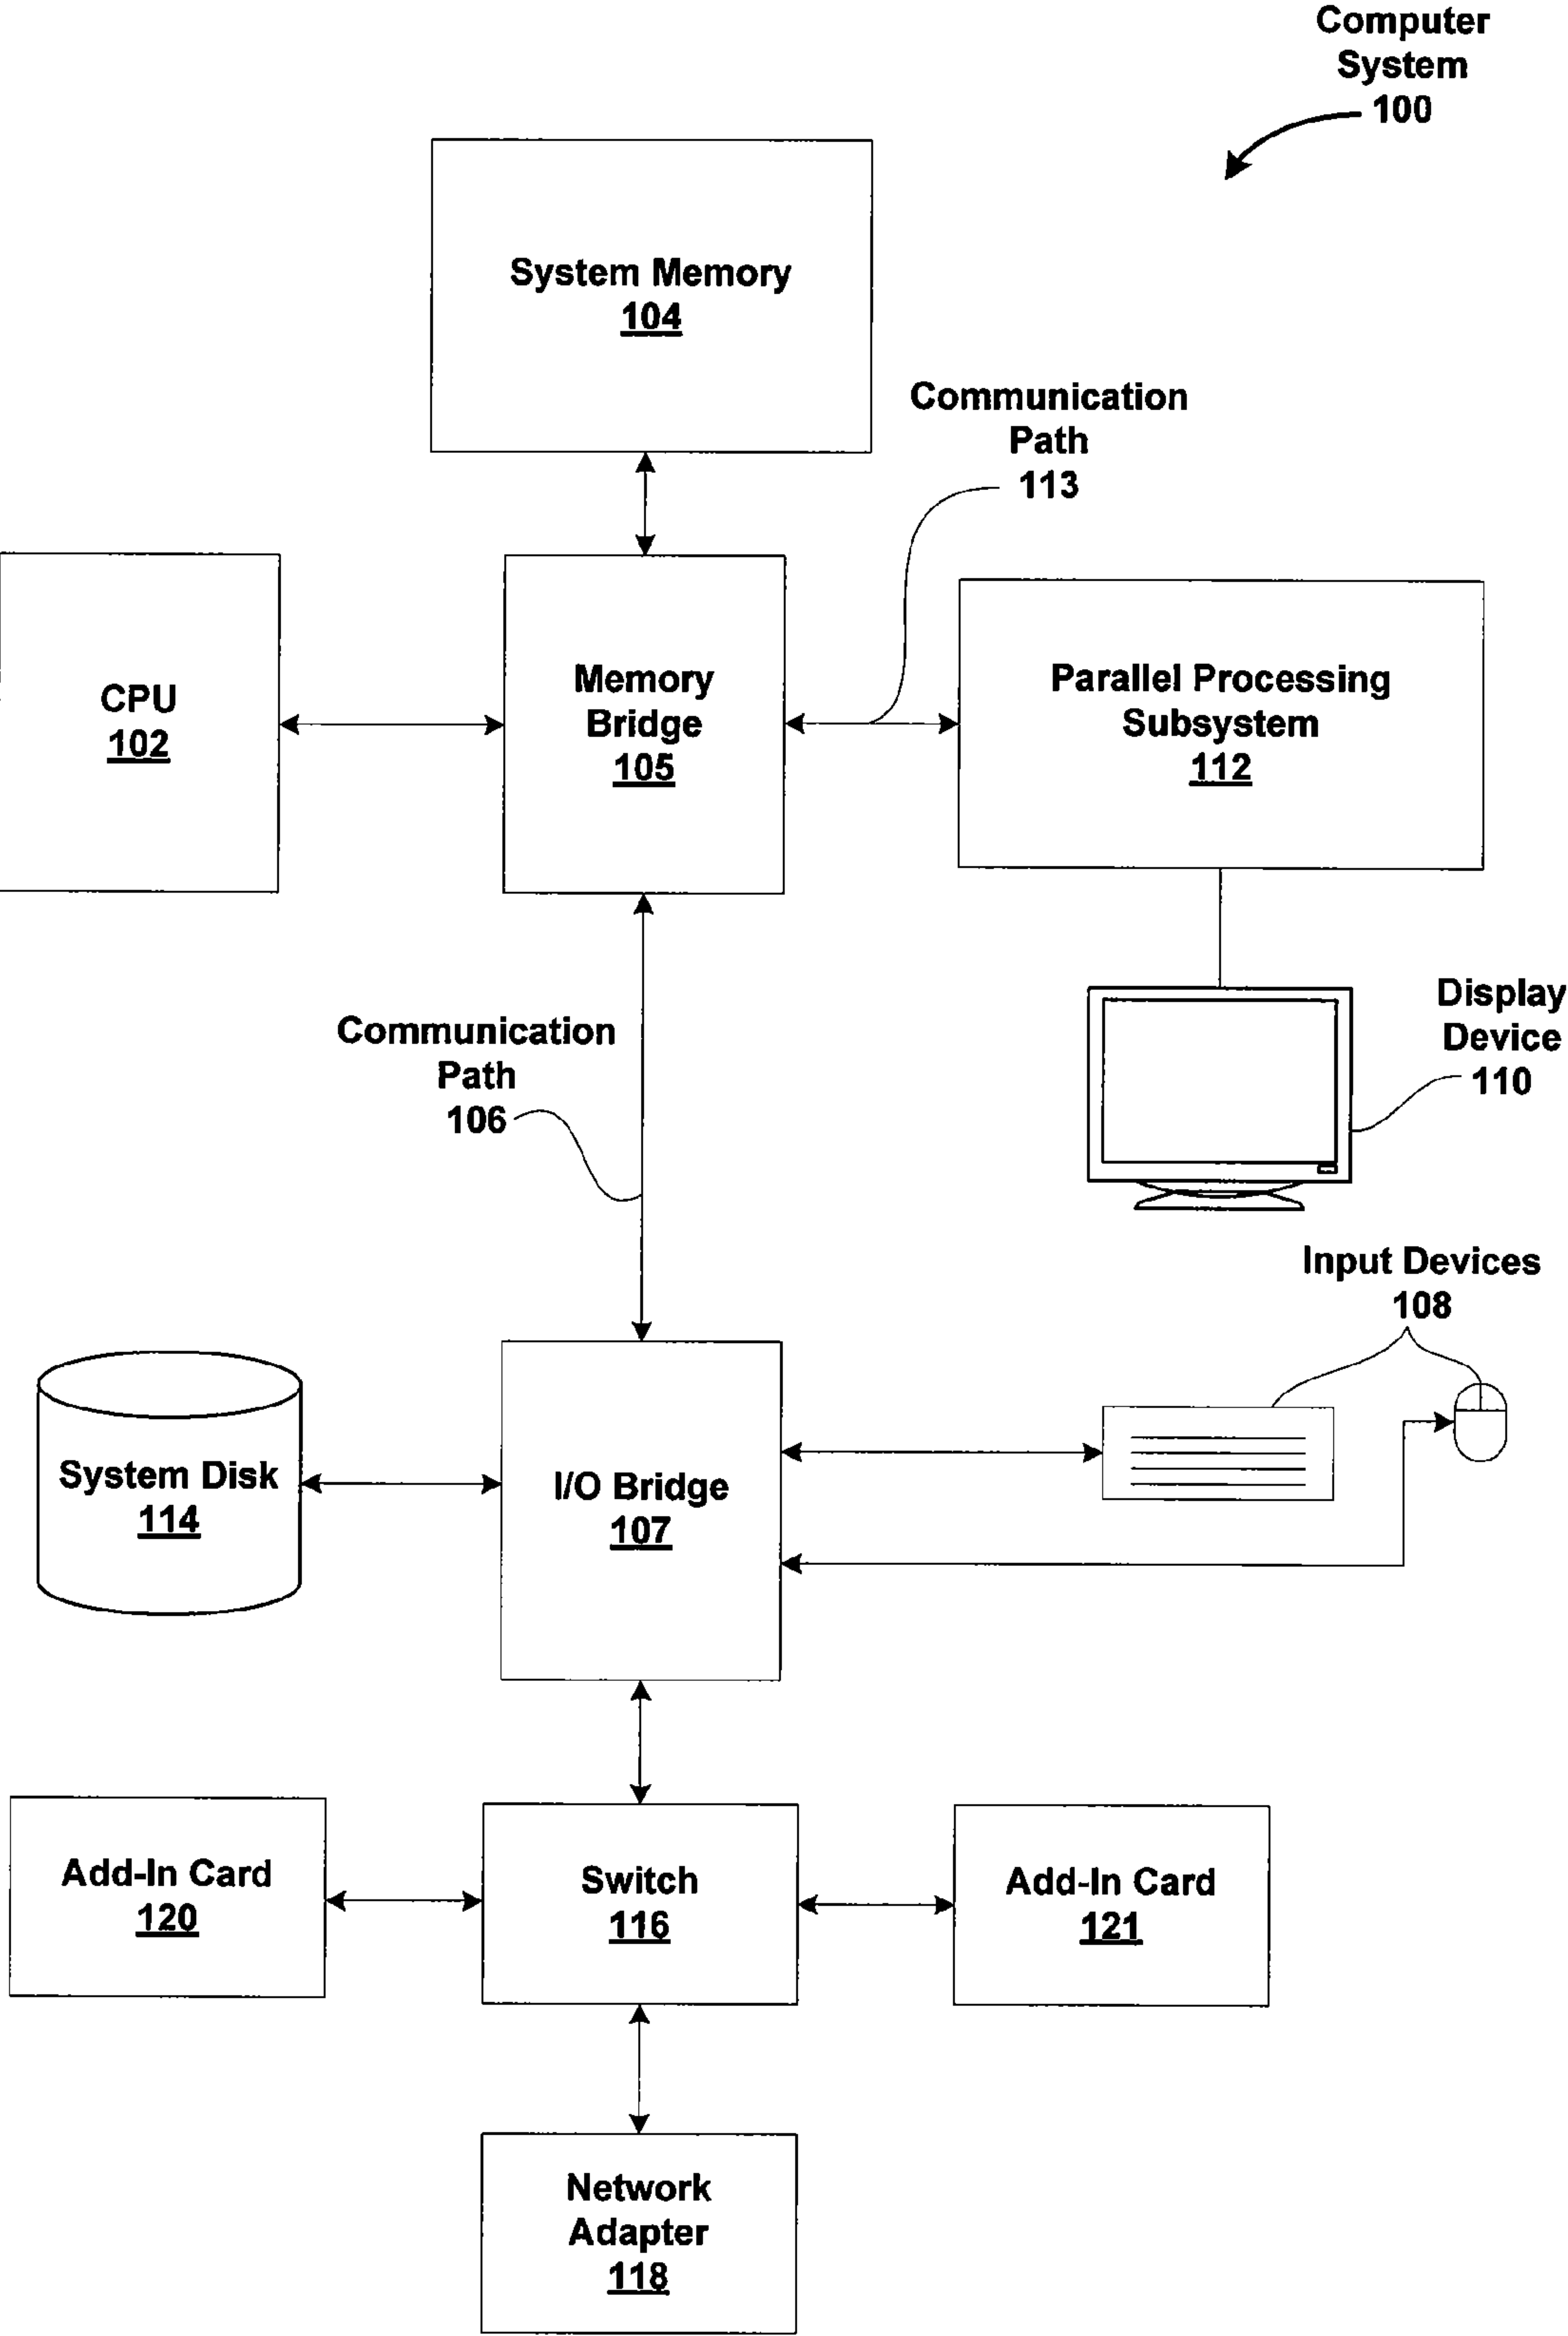 Computer
System
100
System Memory
104
Communication
Path
113
CPU
102
Memory
Bridge
105
Parallel Processing
Subsystem
112
Communication
Path
106
Display
Device
110
Input Devices
108
System Disk
114
I/O Bridge
107
Add-In Card
120
Switch
116
Add-In Card
121
Network
Adapter
118